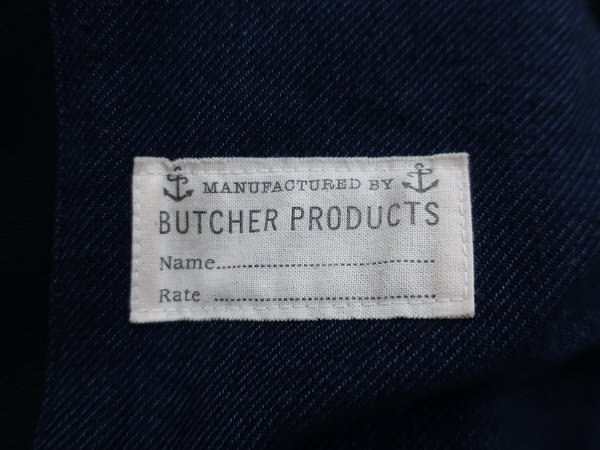 MANUFACTURED BY
BUTCHER PRODUCTS
Name................................
Rate ................................